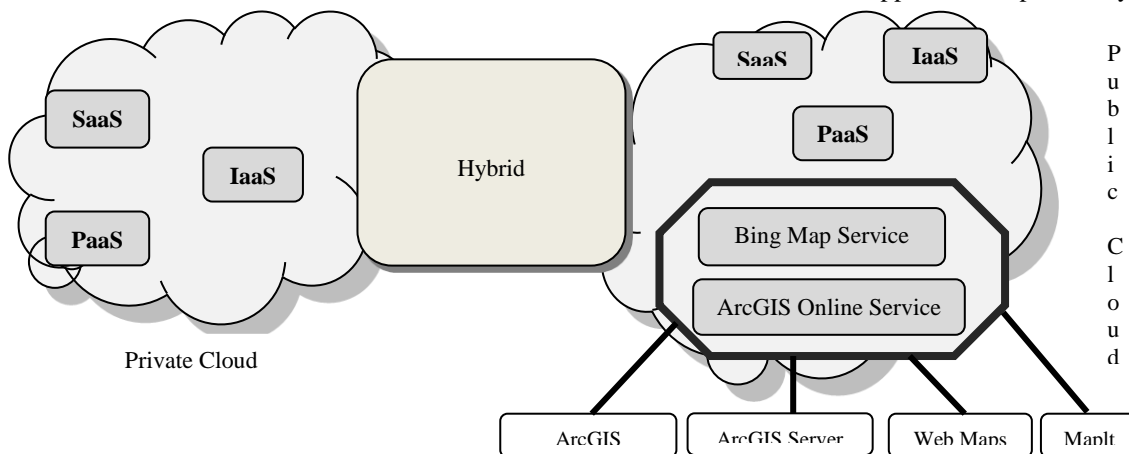 SaaS
IaaS
PaaS
Private Cloud
Hybrid
SaaS
IaaS
PaaS
Bing Map Service
ArcGIS Online Service
Public Cloud
ArcGIS
ArcGIS Server
Web Maps
MapIt